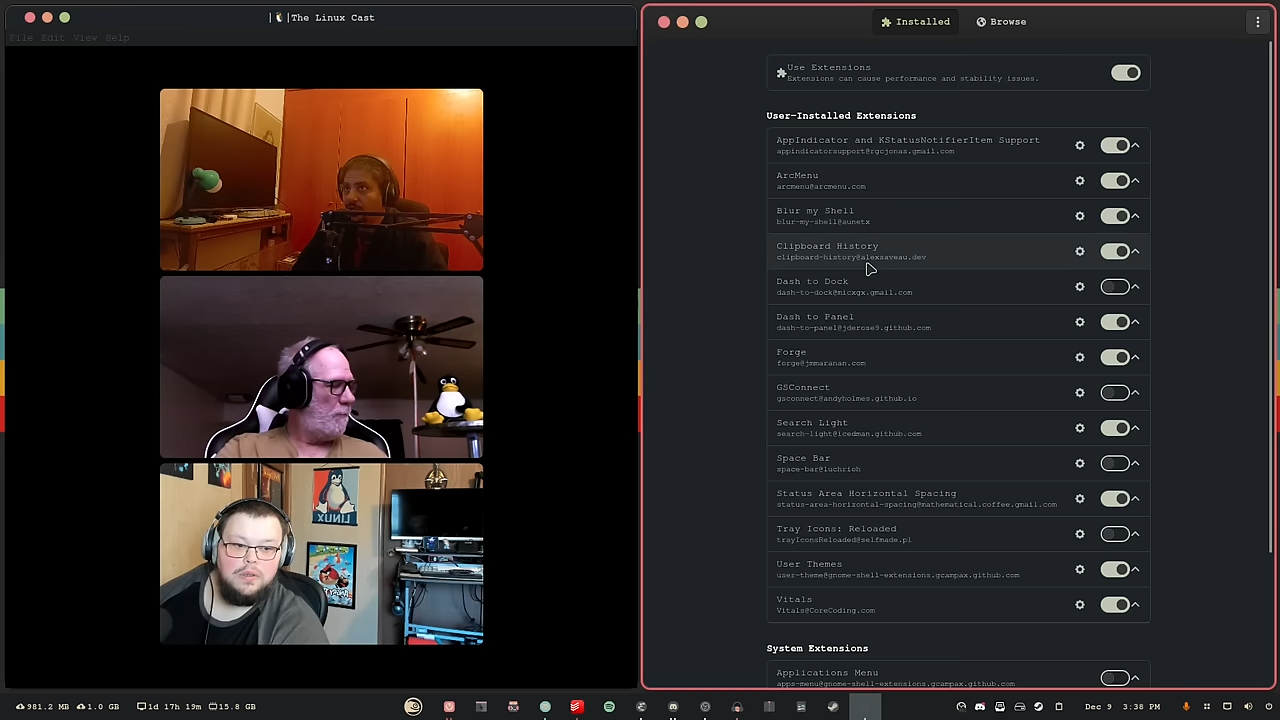 | |The Linux Cast
File Edit View Help
LINUX
Installed
Browse
Use Extensions
Extensions can cause performance and stability issues.
User-Installed Extensions
AppIndicator and KStatusNotifierItem Support
appindicatorsupport@rgcjonas.gmail.com
ArcMenu
arcmenu@arcmenu.com
Blur my Shell
blur-my-shell@aunetx
Clipboard History
clipboard-history@alexsaveau.dev
Dash to Dock
dash-to-dock@micxgx.gmail.com
Dash to Panel
dash-to-panel@jderose9.github.com
Forge
forge@jmmaranan.com
GSConnect
gsconnect@andyholmes.github.io
Search Light
search-light@icedman.github.com
Space Bar
space-bar@luchrioh
Status Area Horizontal Spacing
status-area-horizontal-spacing@mathematical.coffee.gmail.com
Tray Icons: Reloaded
trayIconsReloaded@selfmade.pl
User Themes
user-theme@gnome-shell-extensions.gcampax.github.com
Vitals
Vitals@CoreCoding.com
System Extensions
Applications Menu
apps-menu@gnome-shell-extensions.gcampax.github.com
981.2 MB 1.0 GB 1d 17h 19m 15.8 GB
Dec 9 3:38 PM